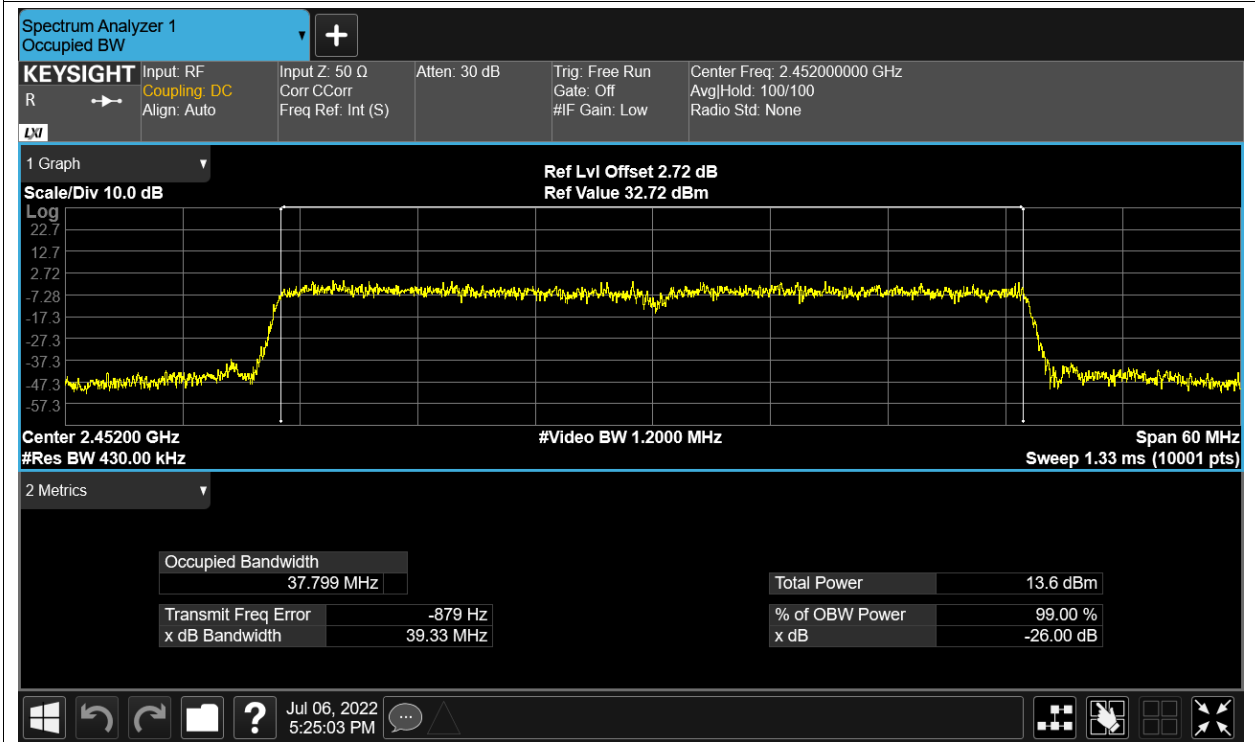 Spectrum Analyzer 1
Occupied BW
+
KEYSIGHT
R
LXI
Input: RF
Coupling: DC
Align: Auto
Input Z: 50 Ω
Corr CCorr
Freq Ref: Int (S)
Atten: 30 dB
Trig: Free Run
Gate: Off
#IF Gain: Low
Center Freq: 2.452000000 GHz
Avg|Hold: 100/100
Radio Std: None
1 Graph
Scale/Div 10.0 dB
Ref Lvl Offset 2.72 dB
Ref Value 32.72 dBm
Log
22.7
12.7
2.72
-7.28
-17.3
-27.3
-37.3
-47.3
-57.3
Center 2.45200 GHz
#Res BW 430.00 kHz
#Video BW 1.2000 MHz
Span 60 MHz
Sweep 1.33 ms (10001 pts)
2 Metrics
Occupied Bandwidth
37.799 MHz
Transmit Freq Error -879 Hz
x dB Bandwidth 39.33 MHz
Total Power 13.6 dBm
% of OBW Power 99.00 %
x dB -26.00 dB
?
Jul 06, 2022
5:25:03 PM